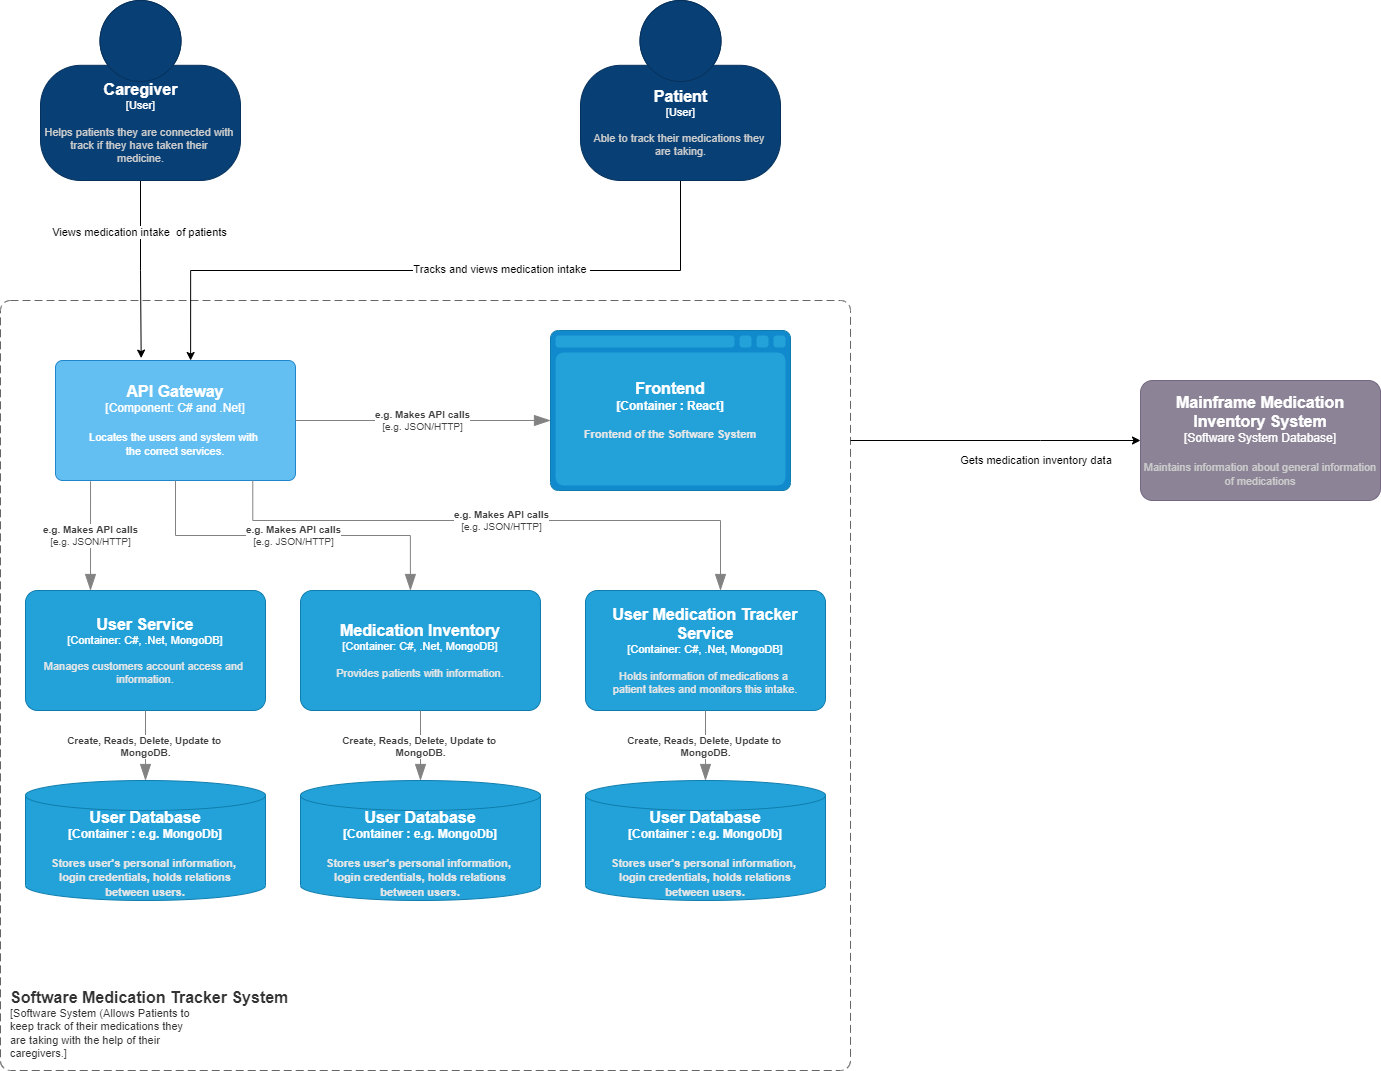 Caregiver
[User]
Helps patients they are connected with
track if they have taken their
medicine.
Patient
[User]
Able to track their medications they
are taking.
Views medication intake  of patients
Tracks and views medication intake
API Gateway
[Component: C# and .Net]
Locates the users and system with
the correct services.
e.g. Makes API calls
[e.g. JSON/HTTP]
Frontend
[Container : React]
Frontend of the Software System
Gets medication inventory data
Mainframe Medication
Inventory System
[Software System Database]
Maintains information about general information
of medications
e.g. Makes API calls
[e.g. JSON/HTTP]
e.g. Makes API calls
[e.g. JSON/HTTP]
e.g. Makes API calls
[e.g. JSON/HTTP]
User Service
[Container: C#, .Net, MongoDB]
Manages customers account access and
information.
Medication Inventory
[Container: C#, .Net, MongoDB]
Provides patients with information.
User Medication Tracker
Service
[Container: C#, .Net, MongoDB]
Holds information of medications a
patient takes and monitors this intake.
Create, Reads, Delete, Update to
MongoDB.
Create, Reads, Delete, Update to
MongoDB.
Create, Reads, Delete, Update to
MongoDB.
User Database
[Container : e.g. MongoDb]
Stores user's personal information,
login credentials, holds relations
between users.
User Database
[Container : e.g. MongoDb]
Stores user's personal information,
login credentials, holds relations
between users.
User Database
[Container : e.g. MongoDb]
Stores user's personal information,
login credentials, holds relations
between users.
Software Medication Tracker System
[Software System (Allows Patients to
keep track of their medications they
are taking with the help of their
caregivers.]